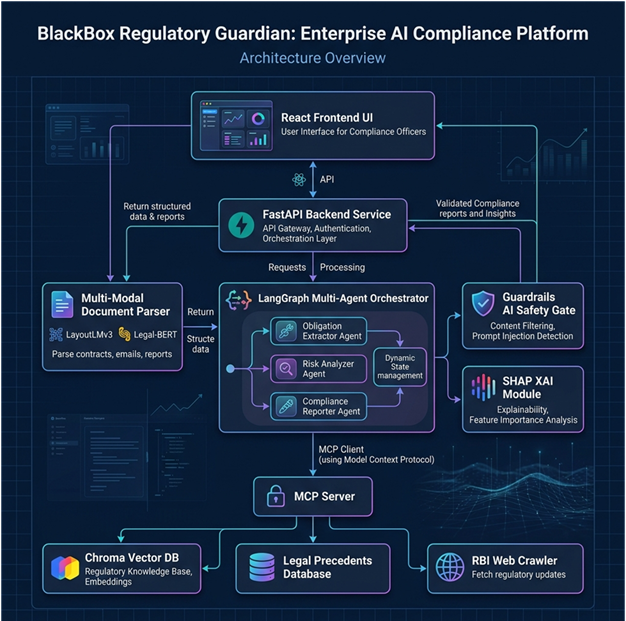 BlackBox Regulatory Guardian: Enterprise AI Compliance Platform
Architecture Overview
React Frontend UI
User Interface for Compliance Officers
API
Return structured
data & reports
Validated Compliance
reports and Insights
FastAPI Backend Service
API Gateway, Authentication,
Orchestration Layer
Requests
Processing
Multi-Modal
Document Parser
LayoutLMv3
Legal-BERT
Parse contracts, emails, reports
Return
Structe
data
LangGraph Multi-Agent Orchestrator
Obligation
Extractor Agent
Risk Analyzer
Agent
Compliance
Reporter Agent
Dynamic
State
management
Guardrails
AI Safety Gate
Content Filtering,
Prompt Injection Detection
SHAP XAI
Module
Explainability,
Feature Importance Analysis
MCP Client
(using Model Context Protocol)
MCP Server
Chroma Vector DB
Regulatory Knowledge Base,
Embeddings
Legal Precedents
Database
RBI Web Crawler
Fetch regulatory updates